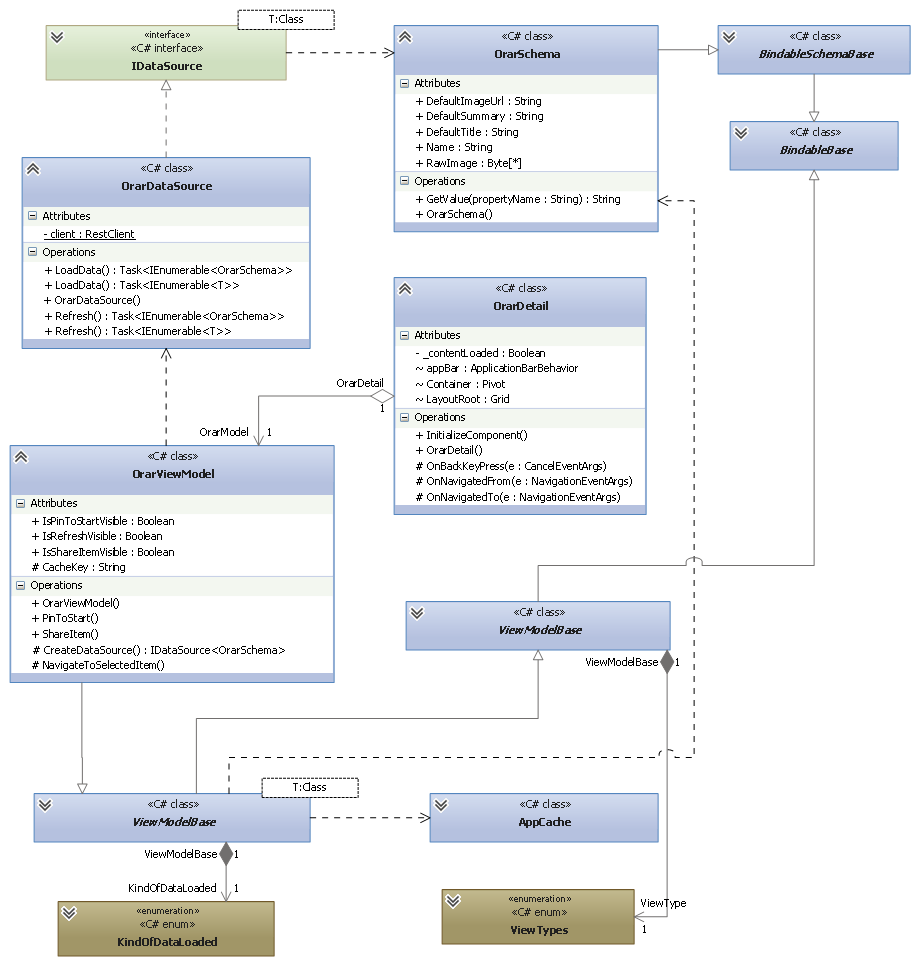 T:Class
«interface»
«C# interface»
IDataSource
«C# class»
OrarSchema
Attributes
+ DefaultImageUrl : String
+ DefaultSummary : String
+ DefaultTitle : String
+ Name : String
+ RawImage : Byte[*]
Operations
+ GetValue(propertyName : String) : String
+ OrarSchema()
«C# class»
BindableSchemaBase
«C# class»
BindableBase
«C# class»
OrarDataSource
Attributes
- client : RestClient
Operations
+ LoadData() : Task<IEnumerable<OrarSchema>>
+ LoadData() : Task<IEnumerable<T>>
+ OrarDataSource()
+ Refresh() : Task<IEnumerable<OrarSchema>>
+ Refresh() : Task<IEnumerable<T>>
«C# class»
OrarDetail
Attributes
- _contentLoaded : Boolean
~ appBar : ApplicationBarBehavior
~ Container : Pivot
~ LayoutRoot : Grid
Operations
+ InitializeComponent()
+ OrarDetail()
# OnBackKeyPress(e : CancelEventArgs)
# OnNavigatedFrom(e : NavigationEventArgs)
# OnNavigatedTo(e : NavigationEventArgs)
OrarDetail
1
OrarModel
1
«C# class»
OrarViewModel
Attributes
+ IsPinToStartVisible : Boolean
+ IsRefreshVisible : Boolean
+ IsShareItemVisible : Boolean
# CacheKey : String
Operations
+ OrarViewModel()
+ PinToStart()
+ ShareItem()
# CreateDataSource() : IDataSource<OrarSchema>
# NavigateToSelectedItem()
«C# class»
ViewModelBase
ViewModelBase
1
T:Class
«C# class»
ViewModelBase
«C# class»
AppCache
ViewModelBase
1
KindOfDataLoaded
1
«enumeration»
«C# enum»
KindOfDataLoaded
«enumeration»
«C# enum»
ViewTypes
ViewType
1